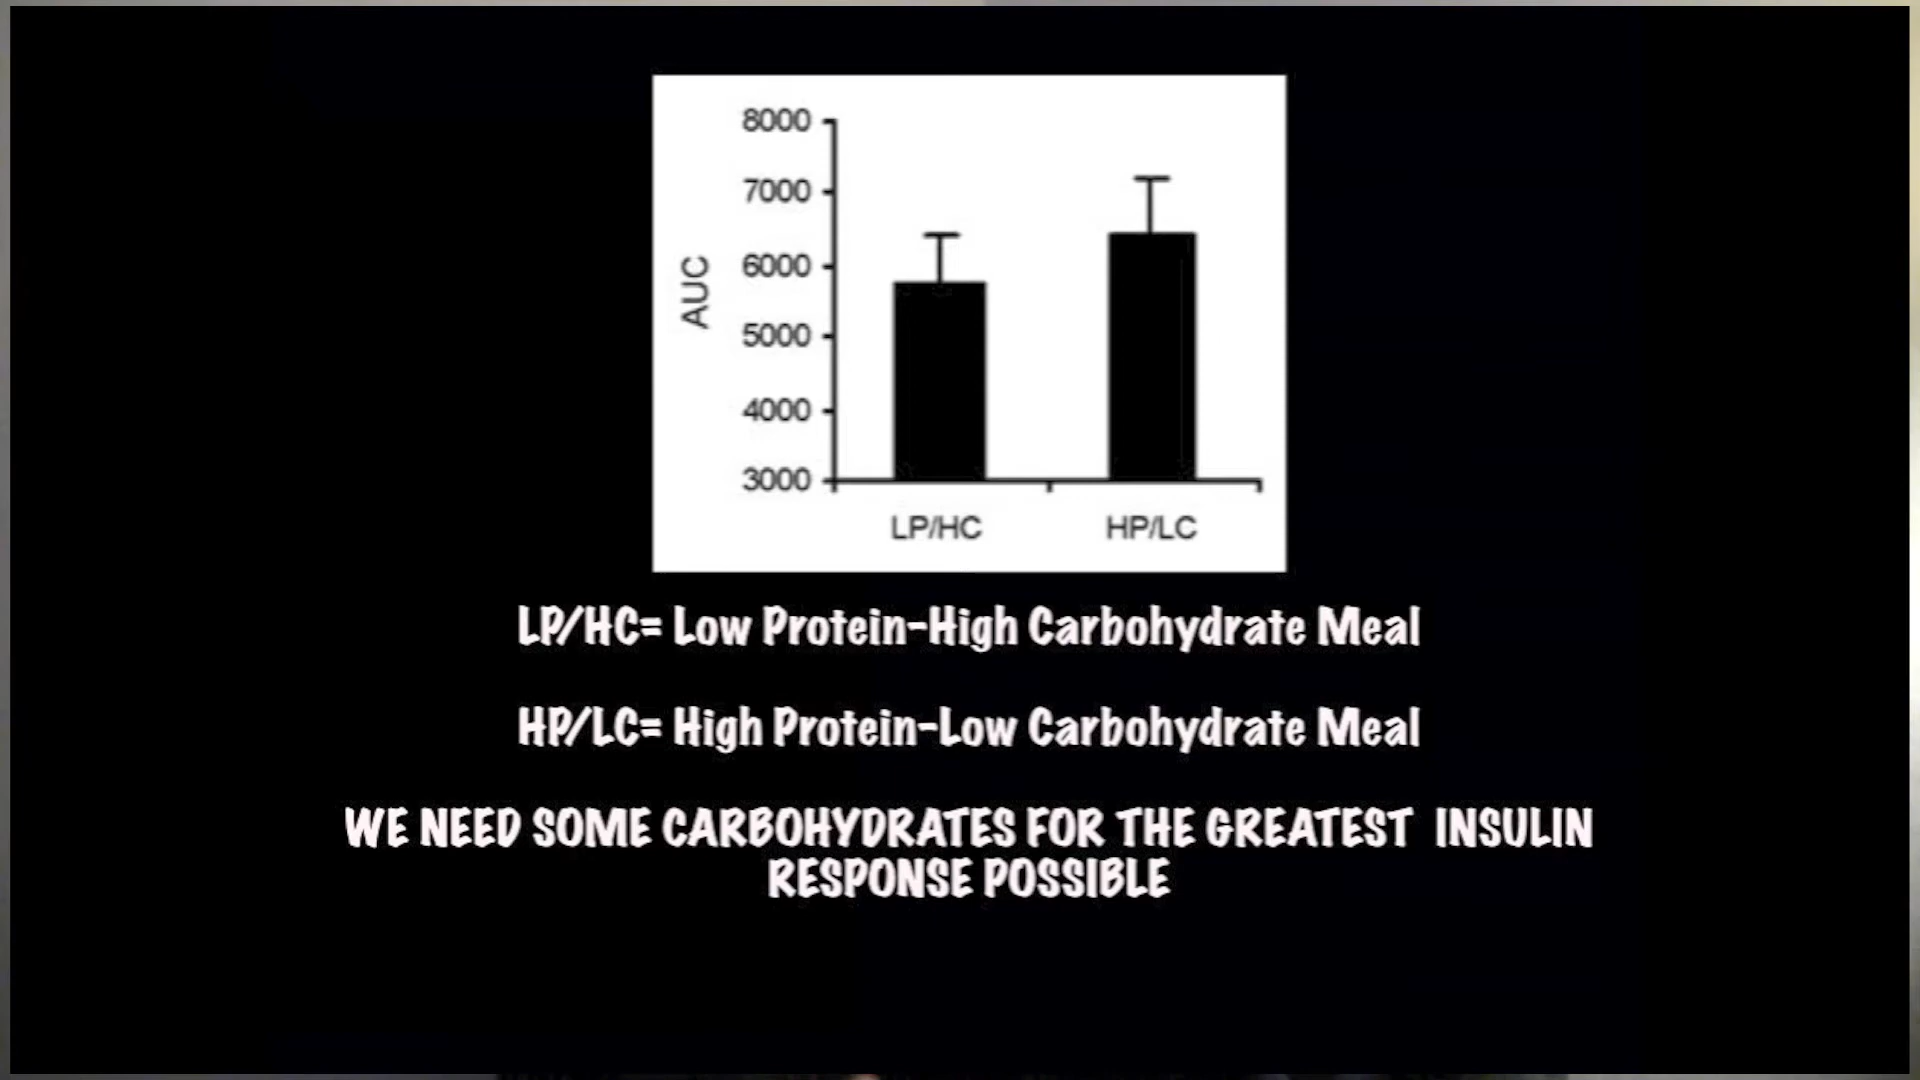 8000
7000
6000
5000
4000
3000
AUC
LP/HC HP/LC
LP/HC= Low Protein-High Carbohydrate Meal
HP/LC= High Protein-Low Carbohydrate Meal
WE NEED SOME CARBOHYDRATES FOR THE GREATEST INSULIN
RESPONSE POSSIBLE